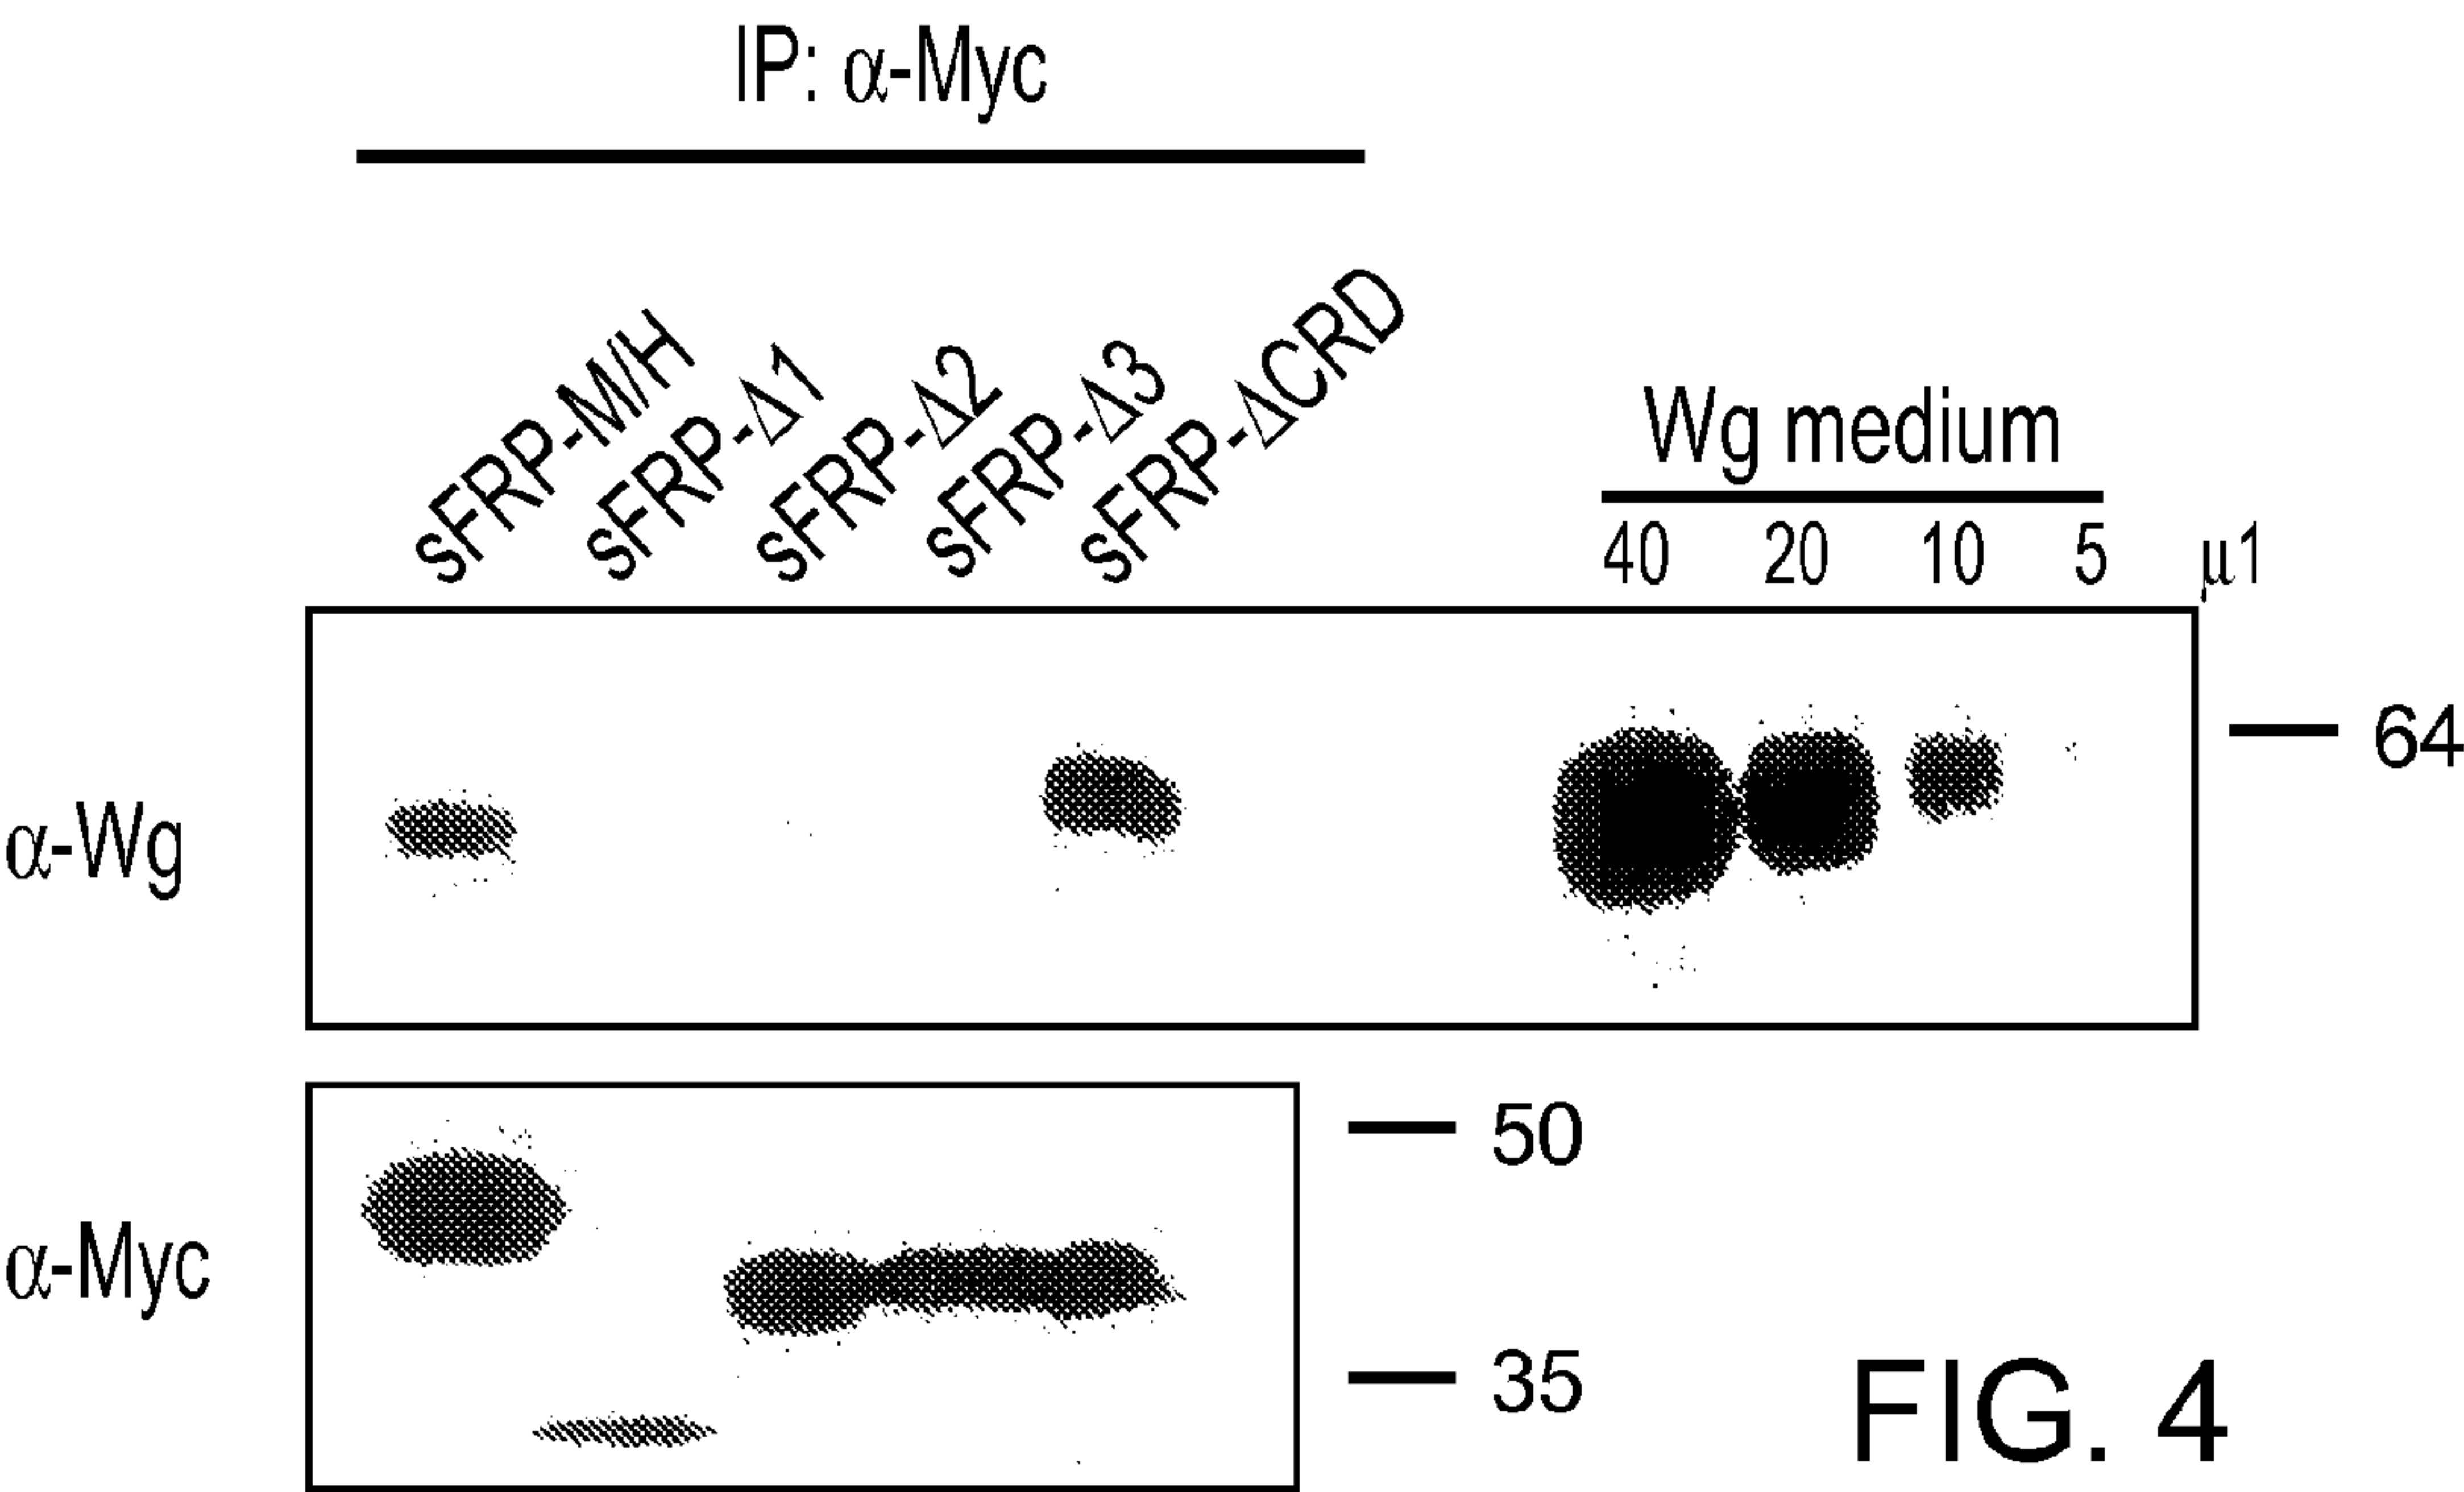 IP: α-Myc
sFRP-M/H
sFRP-Δ1
sFRP-Δ2
sFRP-Δ3
sFRP-ΔCRD
Wg medium
40 20 10 5 μ1
64
α-Wg
50
α-Myc
35
FIG. 4